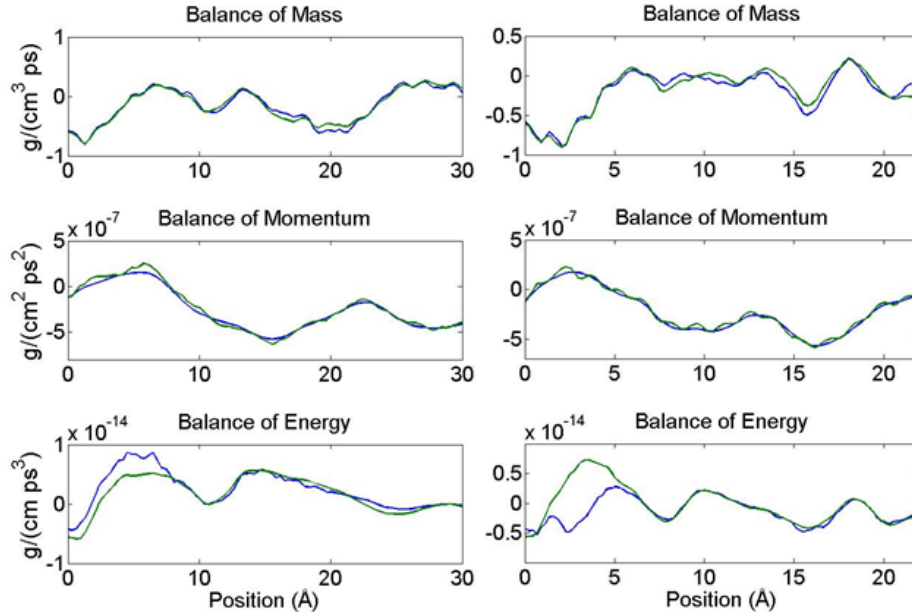 Balance of Mass
1
0
-1
g/(cm³ ps)
0 10 20 30
Balance of Mass
0.5
0
-0.5
-1
0 5 10 15 20
x 10⁻⁷ Balance of Momentum
5
0
-5
g/(cm² ps²)
0 10 20 30
x 10⁻⁷ Balance of Momentum
5
0
-5
0 5 10 15 20
x 10⁻¹⁴ Balance of Energy
1
0
-1
g/(cm ps³)
0 10 20 30
Position (Å)
x 10⁻¹⁴ Balance of Energy
0.5
0
-0.5
0 5 10 15 20
Position (Å)